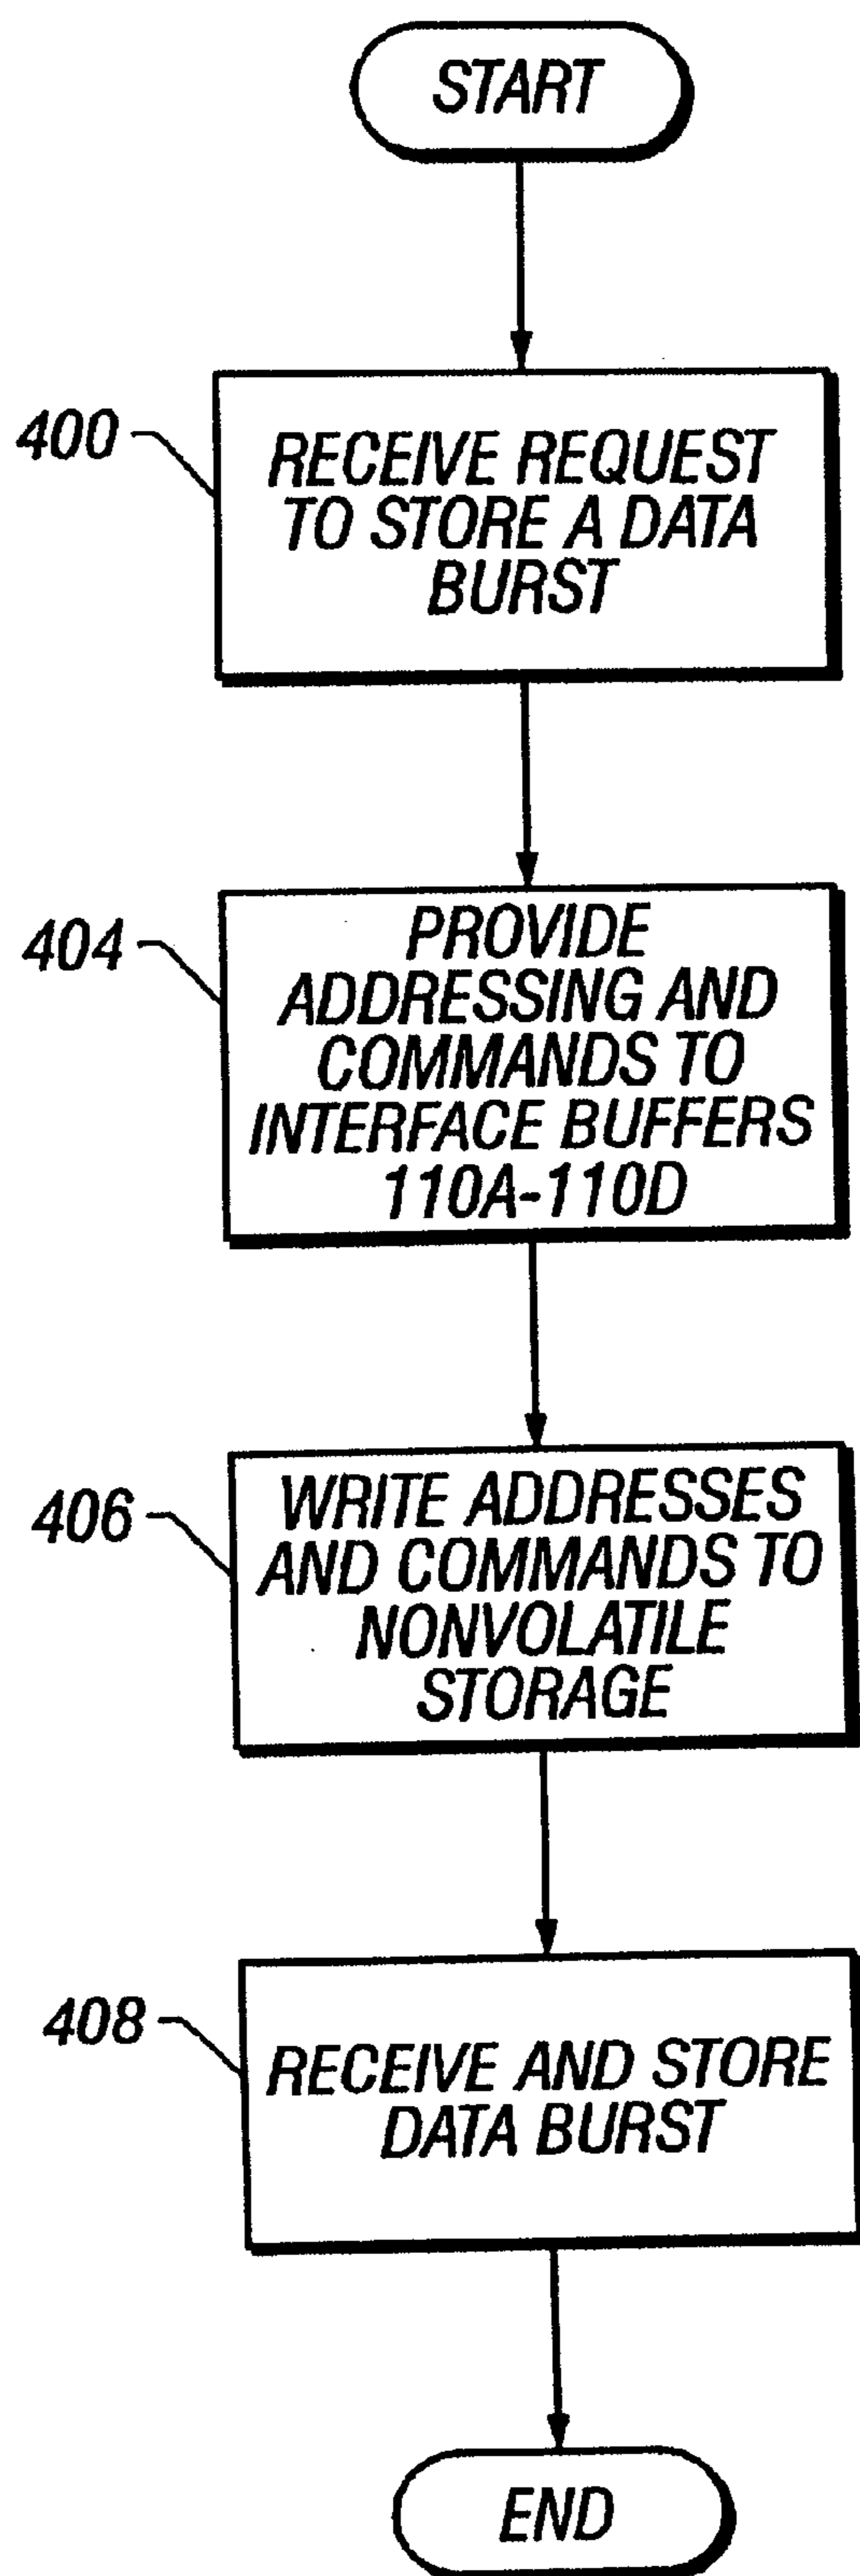 START
400
RECEIVE REQUEST
TO STORE A DATA
BURST
404
PROVIDE
ADDRESSING AND
COMMANDS TO
INTERFACE BUFFERS
110A-110D
406
WRITE ADDRESSES
AND COMMANDS TO
NONVOLATILE
STORAGE
408
RECEIVE AND STORE
DATA BURST
END